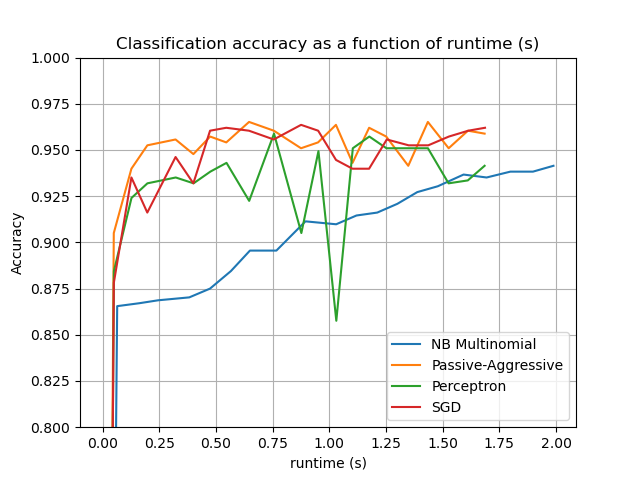 Classification accuracy as a function of runtime (s)
1.000
0.975
0.950
0.925
0.900
0.875
0.850
0.825
0.800
Accuracy
NB Multinomial
Passive-Aggressive
Perceptron
SGD
0.00 0.25 0.50 0.75 1.00 1.25 1.50 1.75 2.00
runtime (s)